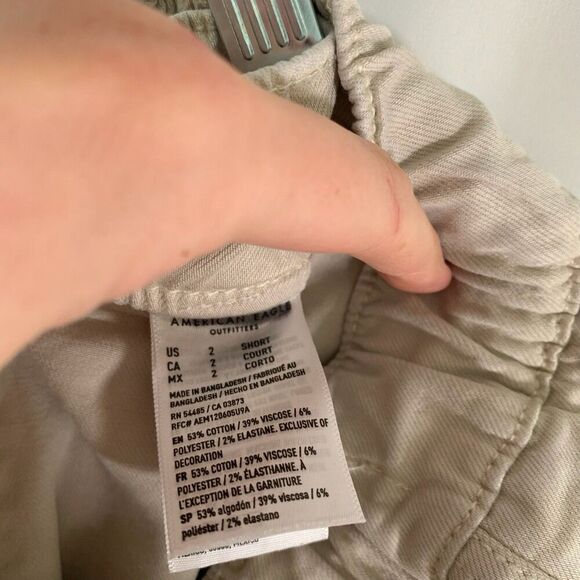 AMERICAN EAGLE
OUTFITTERS
US 2 SHORT
CA 2 COURT
MX 2 CORTO
MADE IN BANGLADESH / FABRIQUÉ AU
BANGLADESH / HECHO EN BANGLADESH
RN 54485 / CA 03873
RFC# AEM120605U9A
EN 53% COTTON / 39% VISCOSE / 6%
POLYESTER / 2% ELASTANE. EXCLUSIVE OF
DECORATION
FR 53% COTON / 39% VISCOSE / 6%
POLYESTER / 2% ÉLASTHANNE. À
L'EXCEPTION DE LA GARNITURE
SP 53% algodón / 39% viscosa / 6%
poliéster / 2% elastano